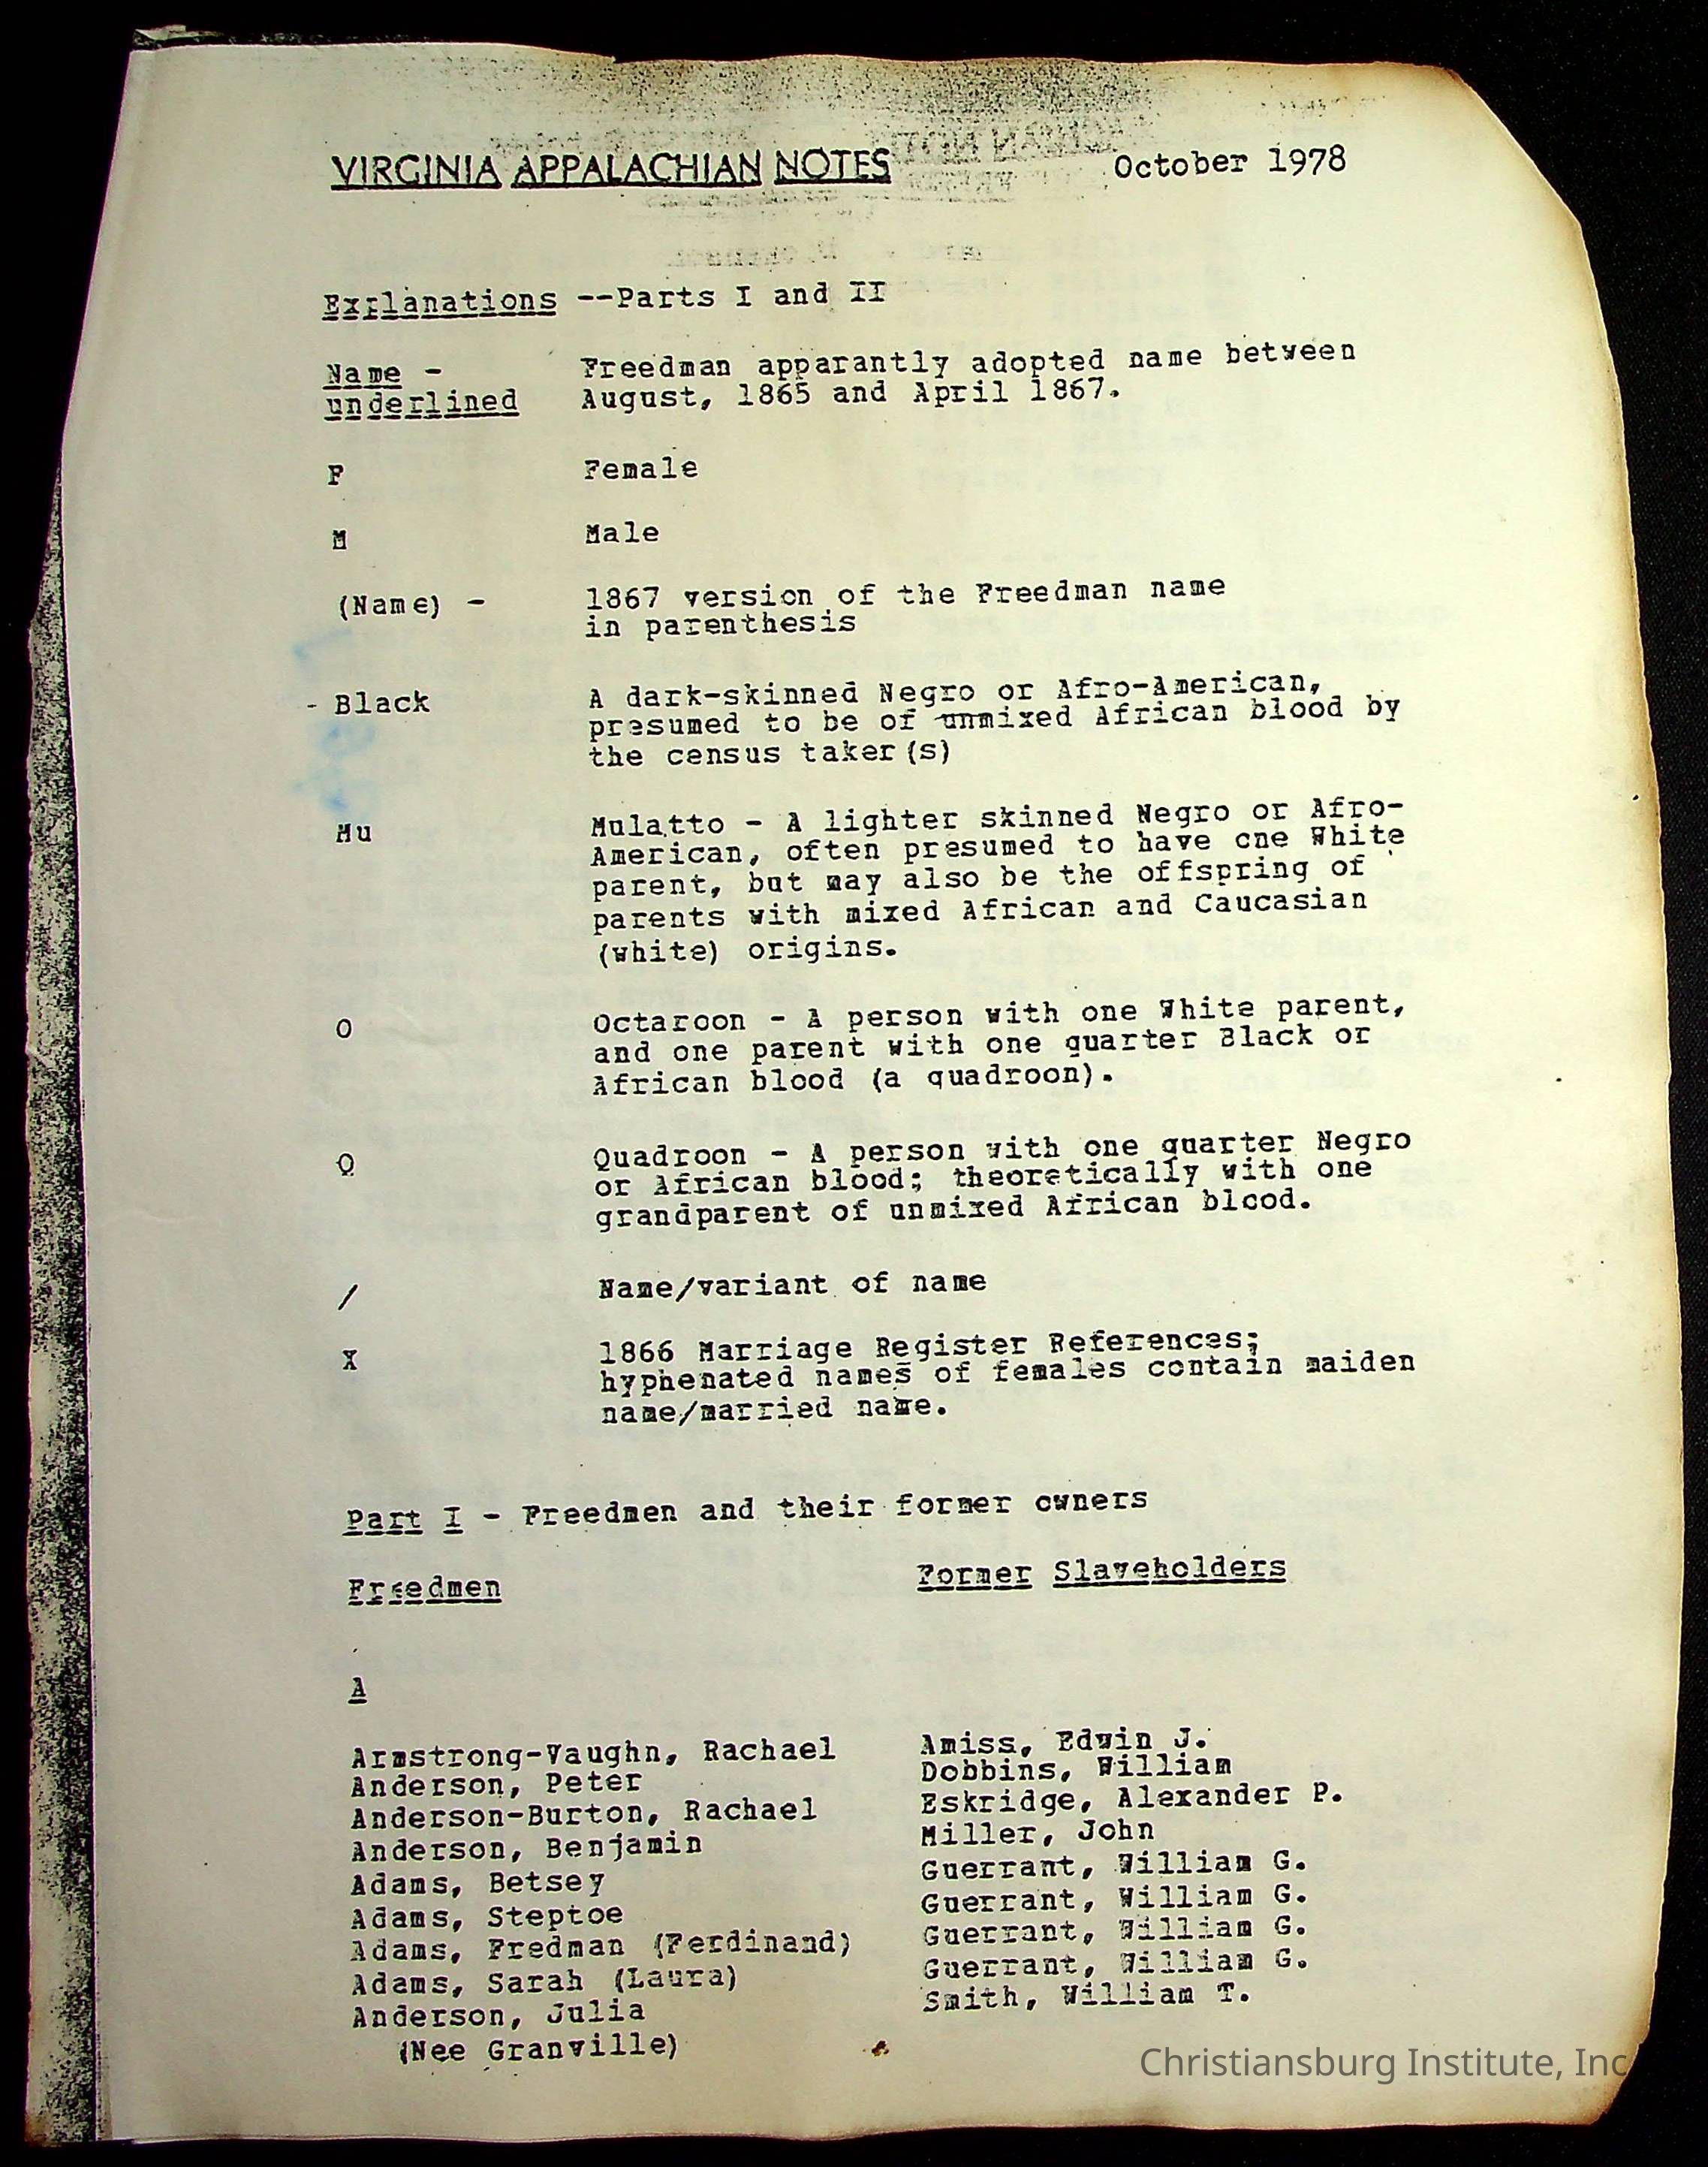 VIRGINIA APPALACHIAN NOTES October 1978
Explanations --Parts I and II
Name - Freedman apparantly adopted name between
underlined August, 1865 and April 1867.
F Female
M Male
(Name) - 1867 version of the Freedman name
in parenthesis
- Black A dark-skinned Negro or Afro-American,
presumed to be of unmixed African blood by
the census taker(s)
Mu Mulatto - A lighter skinned Negro or Afro-
American, often presumed to have one White
parent, but may also be the offspring of
parents with mixed African and Caucasian
(white) origins.
O Octaroon - A person with one White parent,
and one parent with one quarter Black or
African blood (a quadroon).
Q Quadroon - A person with one quarter Negro
or African blood; theoretically with one
grandparent of unmixed African blood.
/ Name/variant of name
X 1866 Marriage Register References;
hyphenated names of females contain maiden
name/married name.
Part I - Freedmen and their former owners
Freedmen Former Slaveholders
A
Armstrong-Vaughn, Rachael Amiss, Edwin J.
Anderson, Peter Dobbins, William
Anderson-Burton, Rachael Eskridge, Alexander P.
Anderson, Benjamin Miller, John
Adams, Betsey Guerrant, William G.
Adams, Steptoe Guerrant, William G.
Adams, Fredman (Ferdinand) Guerrant, William G.
Adams, Sarah (Laura) Guerrant, William G.
Anderson, Julia Smith, William T.
(Nee Granville)
Christiansburg Institute, Inc